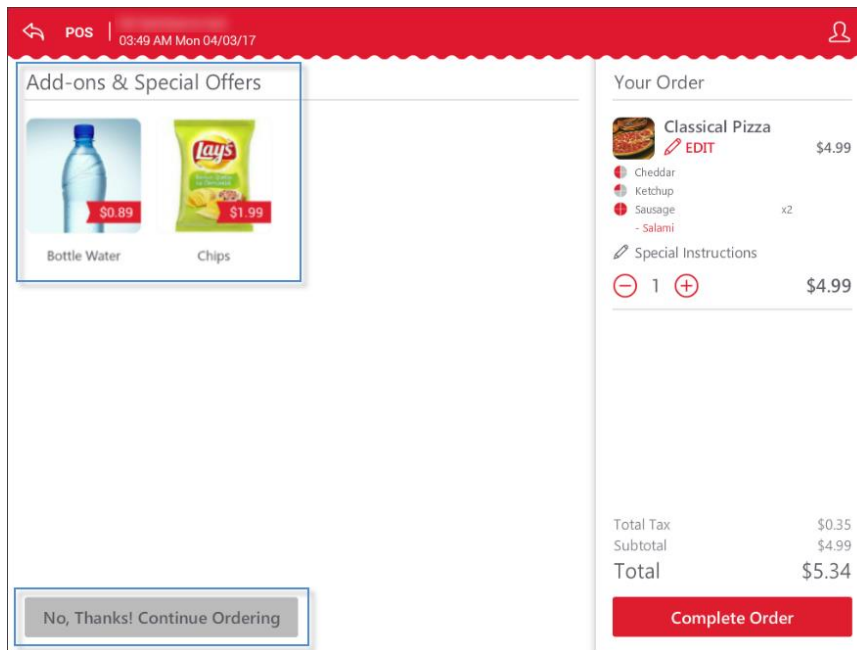 POS
03:49 AM Mon 04/03/17
Add-ons & Special Offers
Lay's
$0.89
$1.99
Bottle Water
Chips
No, Thanks! Continue Ordering
Your Order
Classical Pizza
EDIT
$4.99
Cheddar
Ketchup
Sausage x2
- Salami
Special Instructions
1 $4.99
Total Tax $0.35
Subtotal $4.99
Total $5.34
Complete Order